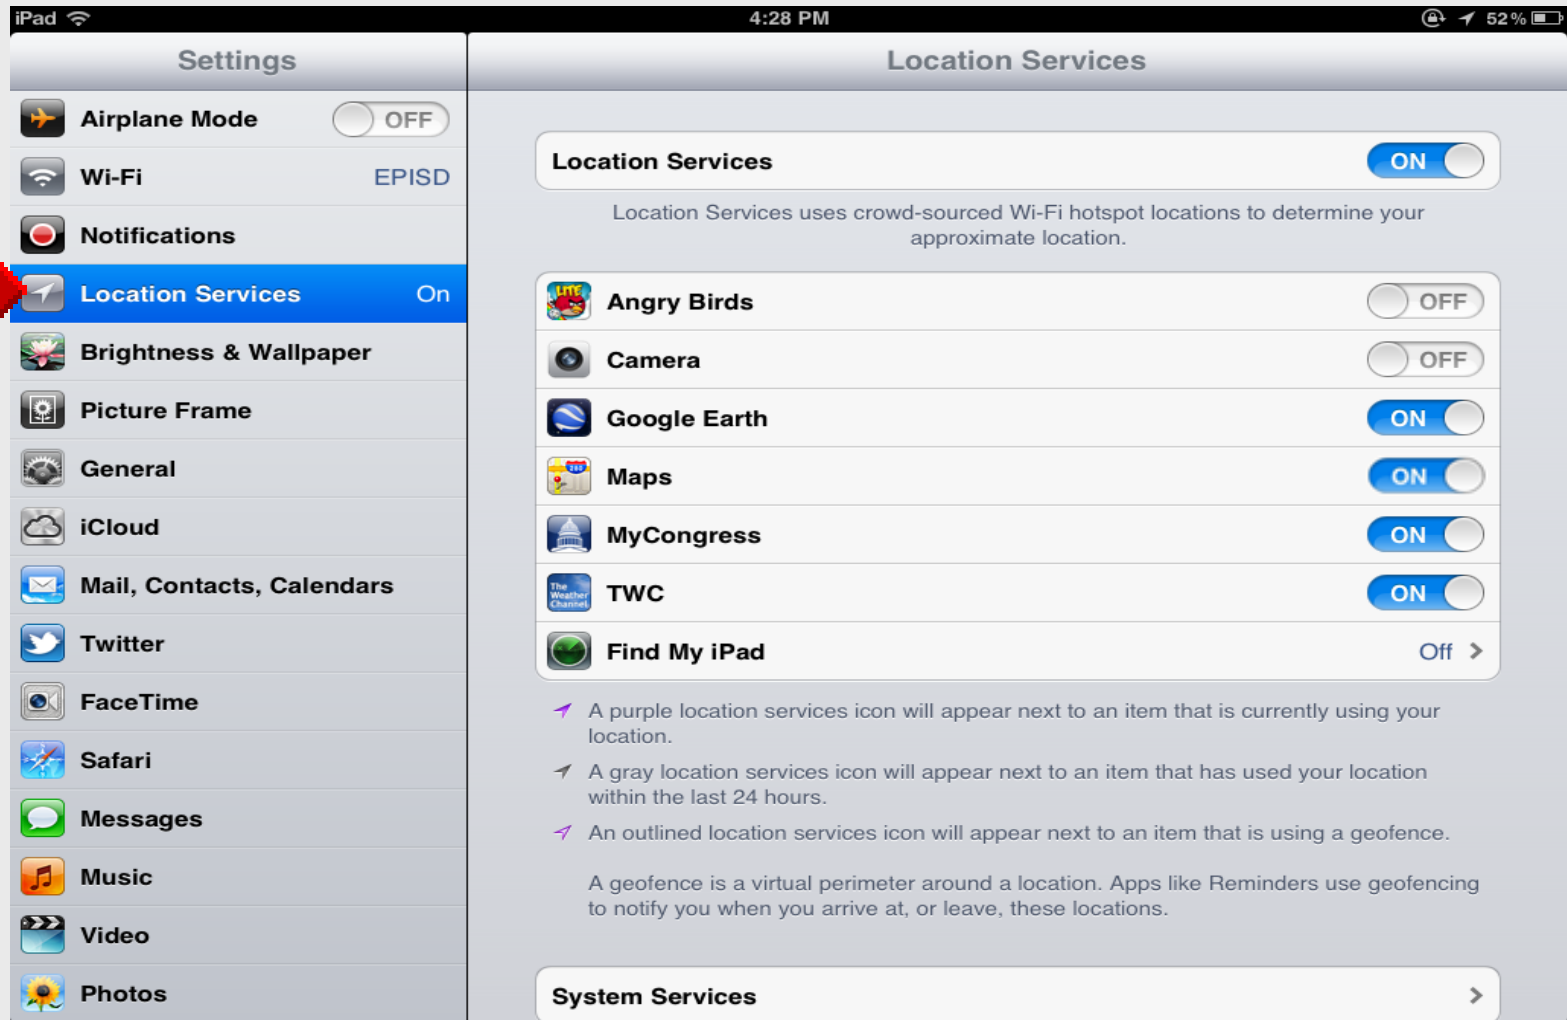 iPad 4:28 PM 52%
Settings
Location Services
Airplane Mode OFF
Wi-Fi EPISD
Notifications
Location Services On
Brightness & Wallpaper
Picture Frame
General
iCloud
Mail, Contacts, Calendars
Twitter
FaceTime
Safari
Messages
Music
Video
Photos
Location Services ON
Location Services uses crowd-sourced Wi-Fi hotspot locations to determine your
approximate location.
LITE
Angry Birds OFF
Camera OFF
Google Earth ON
280
Maps ON
MyCongress ON
The
Weather
Channel
TWC ON
Find My iPad Off
A purple location services icon will appear next to an item that is currently using your
location.
A gray location services icon will appear next to an item that has used your location
within the last 24 hours.
An outlined location services icon will appear next to an item that is using a geofence.
A geofence is a virtual perimeter around a location. Apps like Reminders use geofencing
to notify you when you arrive at, or leave, these locations.
System Services